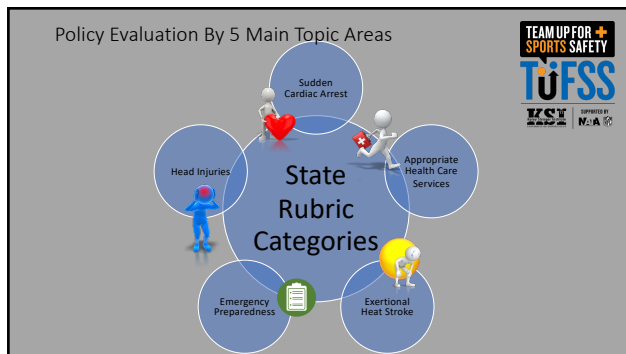 Policy Evaluation By 5 Main Topic Areas
TEAM UP FOR +
SPORTS SAFETY
TUFSS
KSI
SUPPORTED BY
Sudden
Cardiac Arrest
Appropriate
Health Care
Services
Head Injuries
State
Rubric
Categories
Emergency
Preparedness
Exertional
Heat Stroke